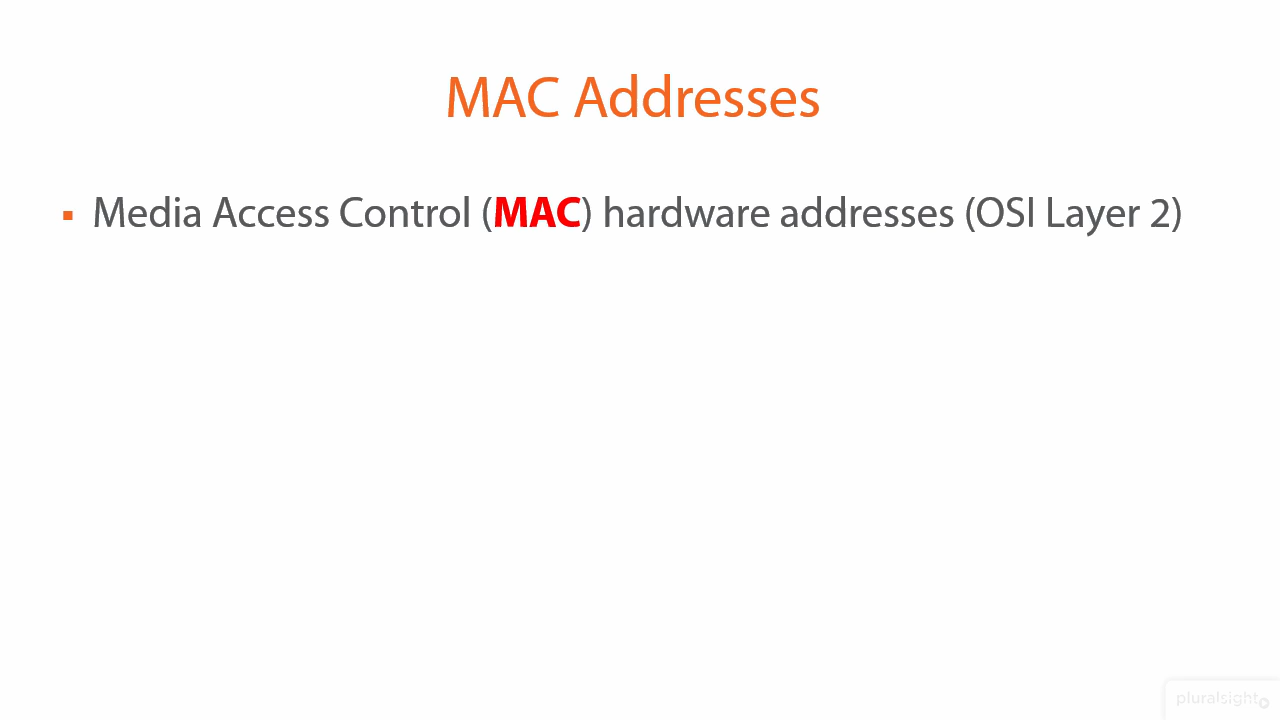 MAC Addresses
▪ Media Access Control (MAC) hardware addresses (OSI Layer 2)
pluralsight